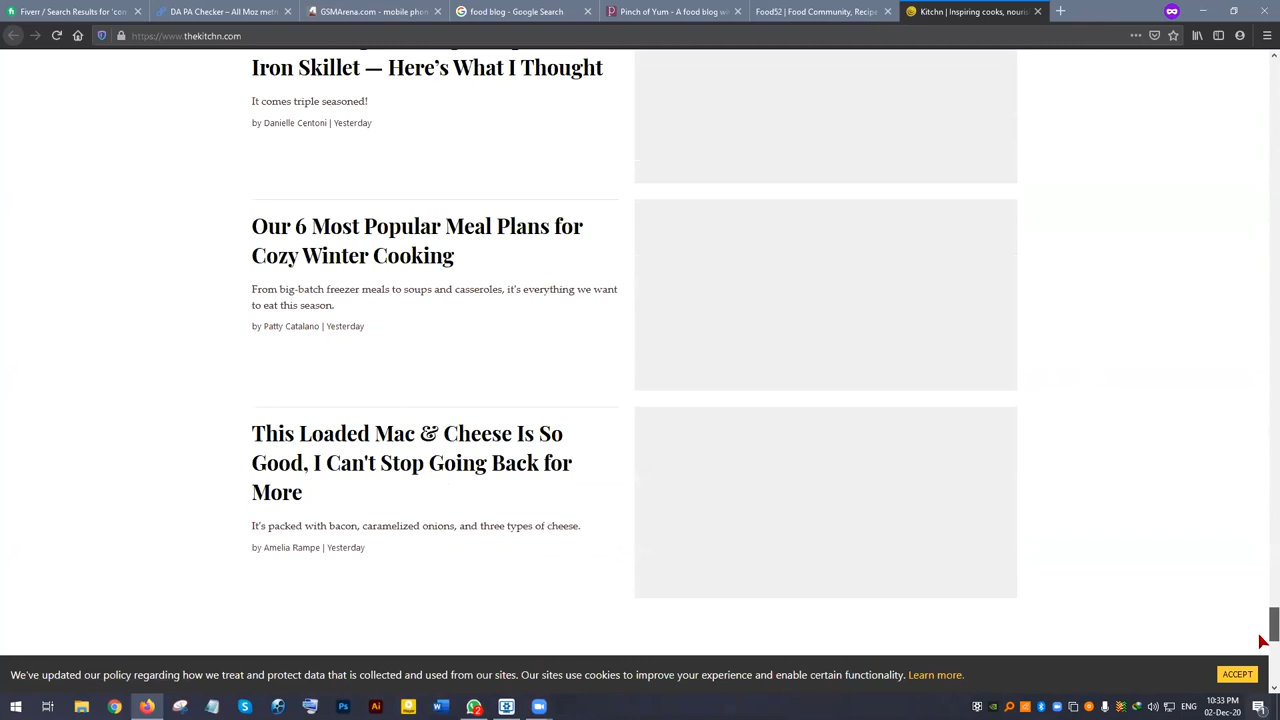 Fiverr / Search Results for
DA PA Checker - All Moz met
GSMArena.com - mobile phon
food blog - Google Search
Pinch of Yum - A food blog wi
Food52 | Food Community, Recipe
Kitchn | Inspiring cooks, nouris
https://www.thekitchn.com
Iron Skillet — Here's What I Thought
It comes triple seasoned!
by Danielle Centoni | Yesterday
Our 6 Most Popular Meal Plans for
Cozy Winter Cooking
From big-batch freezer meals to soups and casseroles, it's everything we want
to eat this season.
by Patty Catalano | Yesterday
This Loaded Mac & Cheese Is So
Good, I Can't Stop Going Back for
More
It's packed with bacon, caramelized onions, and three types of cheese.
by Amelia Rampe | Yesterday
We've updated our policy regarding how we treat and protect data that is collected and used from our sites. Our sites use cookies to improve your experience and enable certain functionality. Learn more.
ACCEPT
ENG
10:33 PM
02-Dec-20